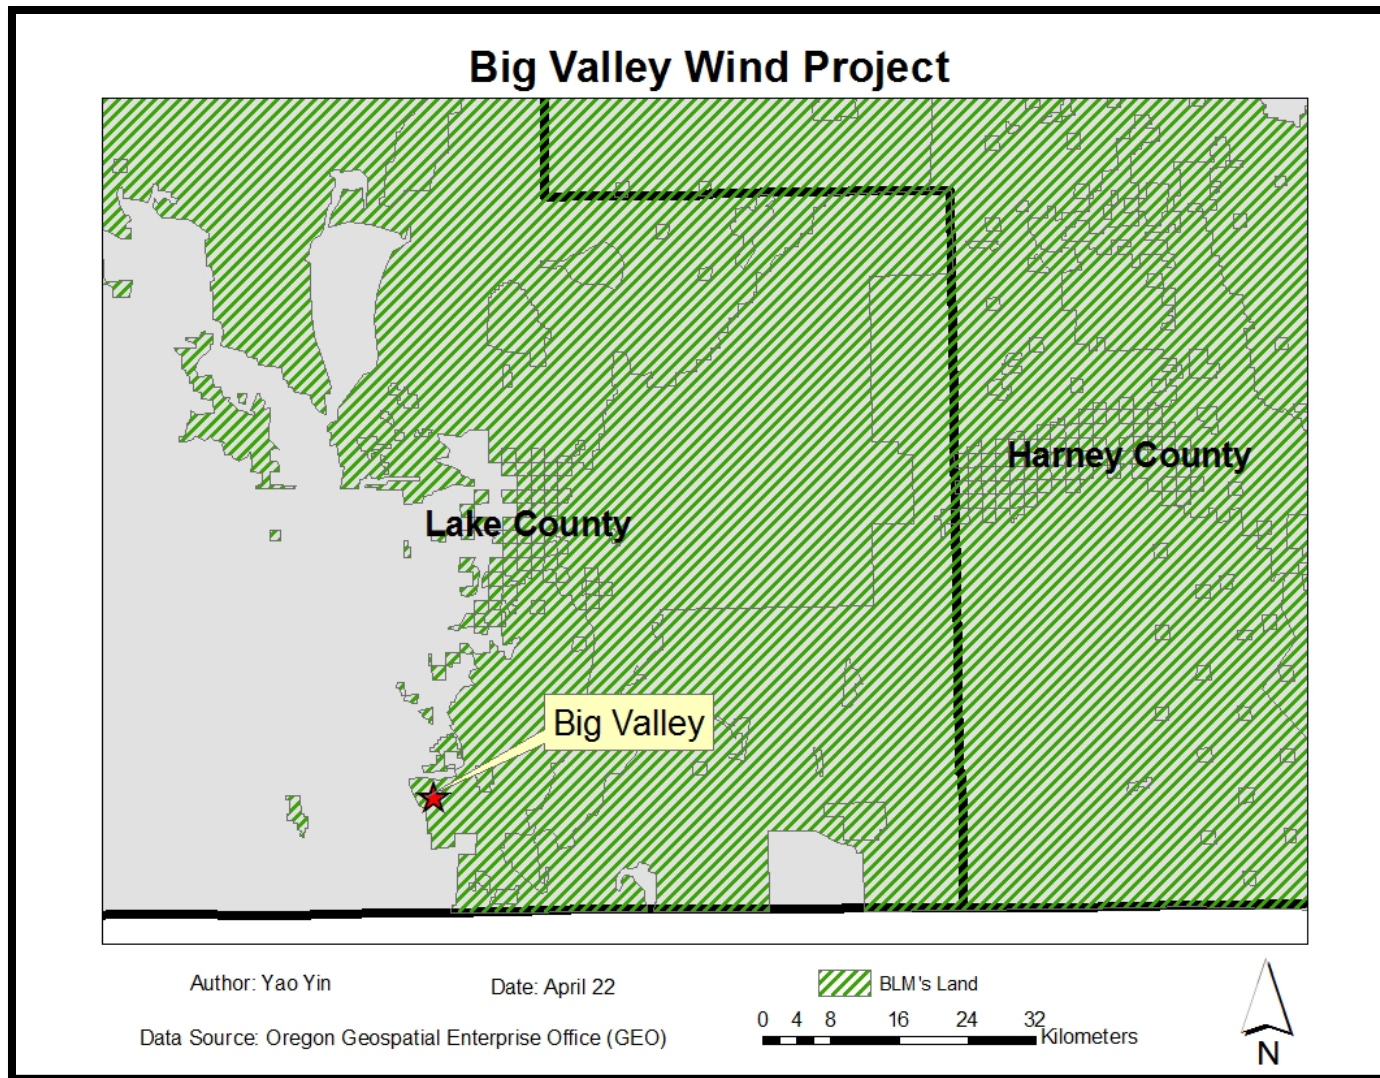 Big Valley Wind Project
Harney County
Lake County
Big Valley
Author: Yao Yin
Date: April 22
BLM's Land
Data Source: Oregon Geospatial Enterprise Office (GEO)
0 4 8 16 24 32
Kilometers
N